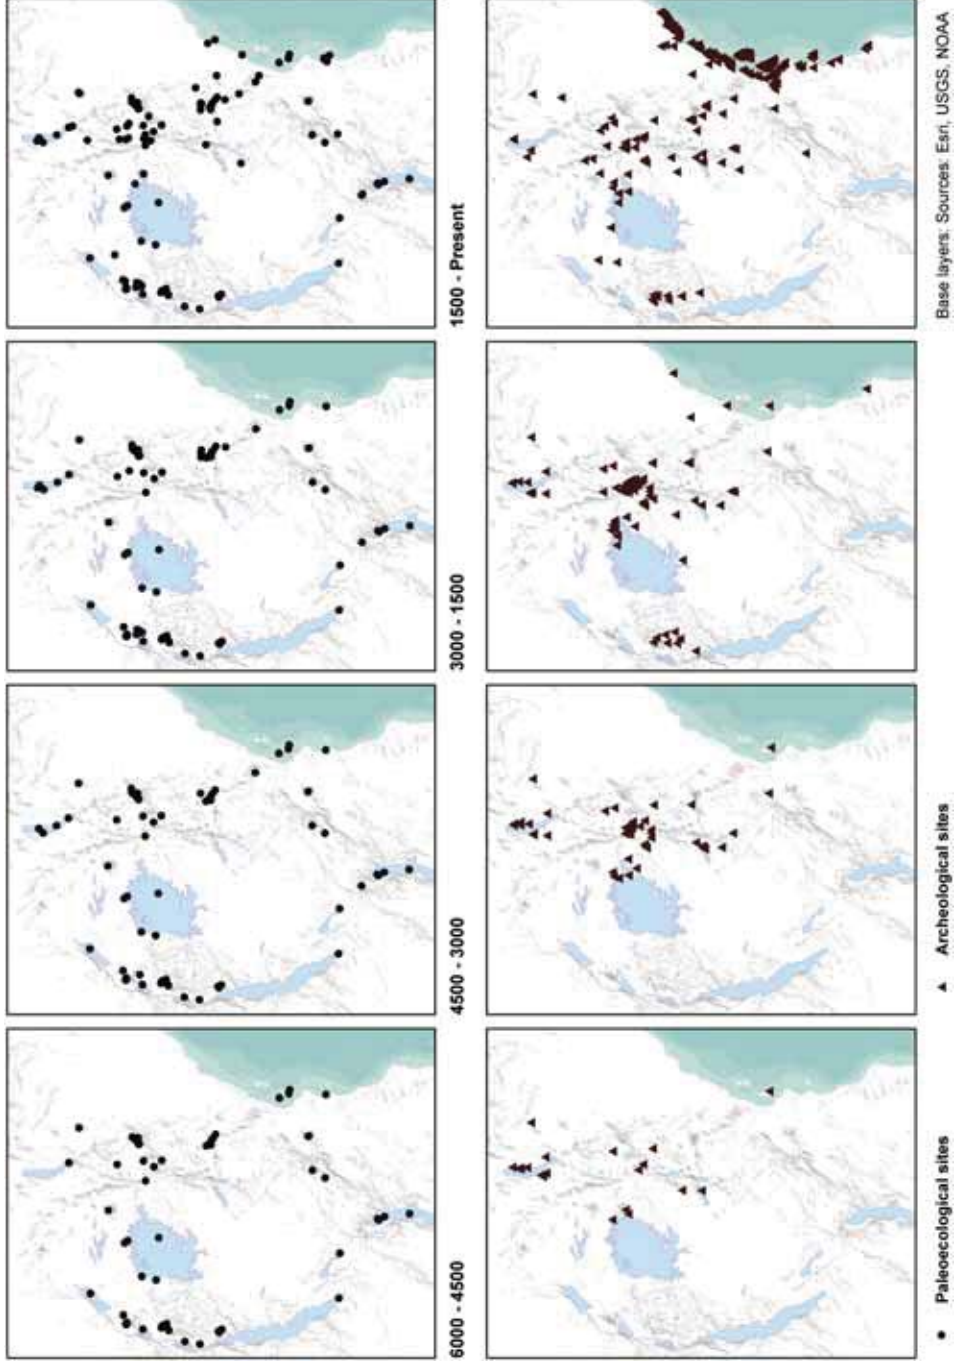 6000 - 4500
4500 - 3000
3000 - 1500
1500 - Present
● Paleoecological sites
▲ Archeological sites
Base layers: Sources: Esri, USGS, NOAA